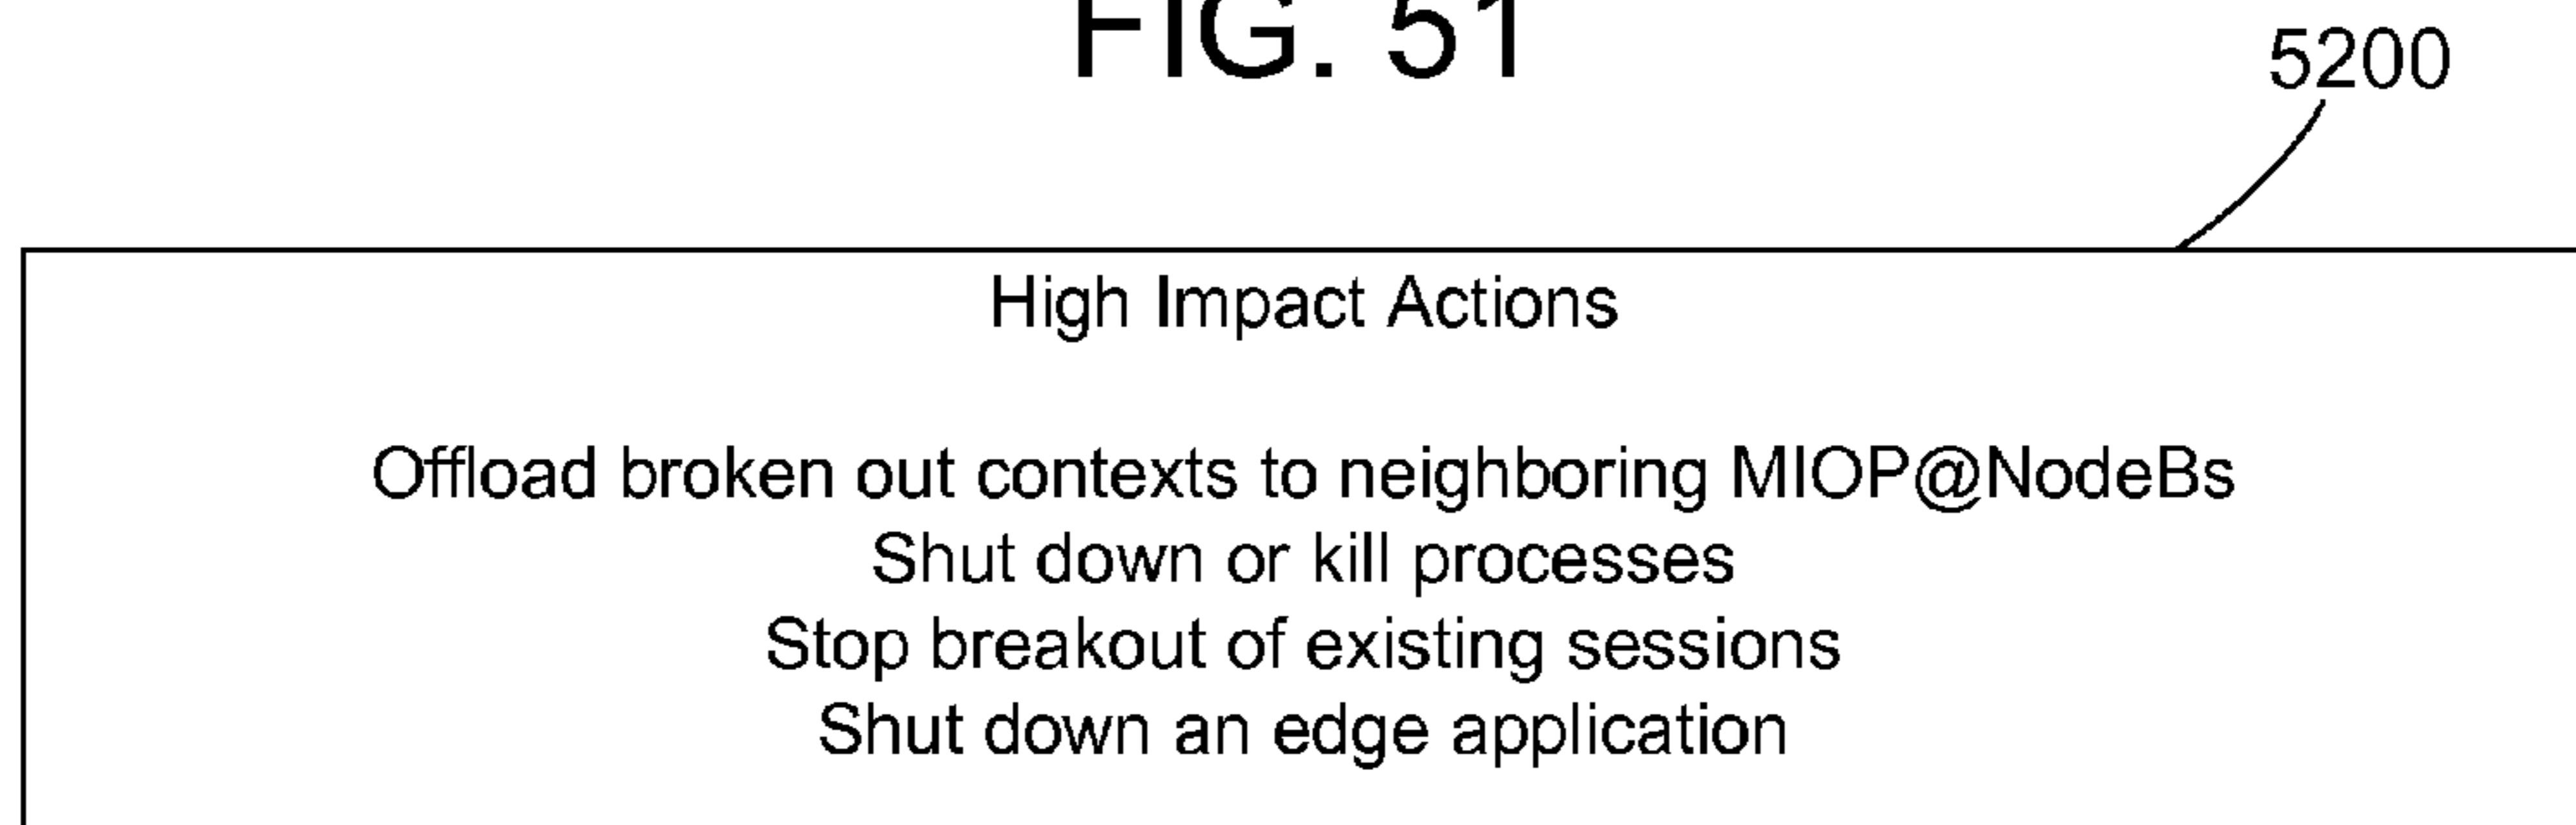 FIG. 51
5200
High Impact Actions
Offload broken out contexts to neighboring MIOP@NodeBs
Shut down or kill processes
Stop breakout of existing sessions
Shut down an edge application